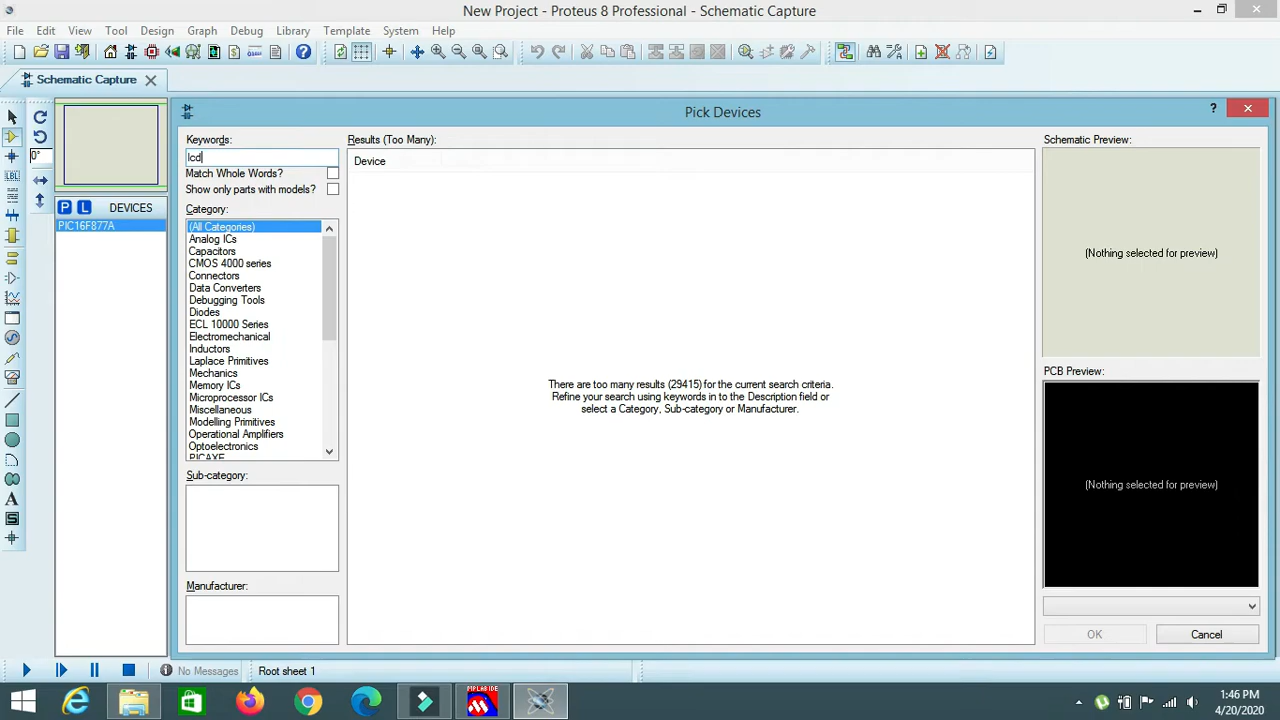 New Project - Proteus 8 Professional - Schematic Capture
File Edit View Tool Design Graph Debug Library Template System Help
Schematic Capture
Pick Devices
Keywords:
lcd
Match Whole Words?
Show only parts with models?
Category:
(All Categories)
Analog ICs
Capacitors
CMOS 4000 series
Connectors
Data Converters
Debugging Tools
Diodes
ECL 10000 Series
Electromechanical
Inductors
Laplace Primitives
Mechanics
Memory ICs
Microprocessor ICs
Miscellaneous
Modelling Primitives
Operational Amplifiers
Optoelectronics
PICAXE
Sub-category:
Manufacturer:
Results (Too Many):
Device
There are too many results (29415) for the current search criteria.
Refine your search using keywords in to the Description field or
select a Category, Sub-category or Manufacturer.
Schematic Preview:
(Nothing selected for preview)
PCB Preview:
(Nothing selected for preview)
OK Cancel
0°
LBL
P L DEVICES
PIC16F877A
No Messages
Root sheet 1
MPLAB IDE
1:46 PM
4/20/2020